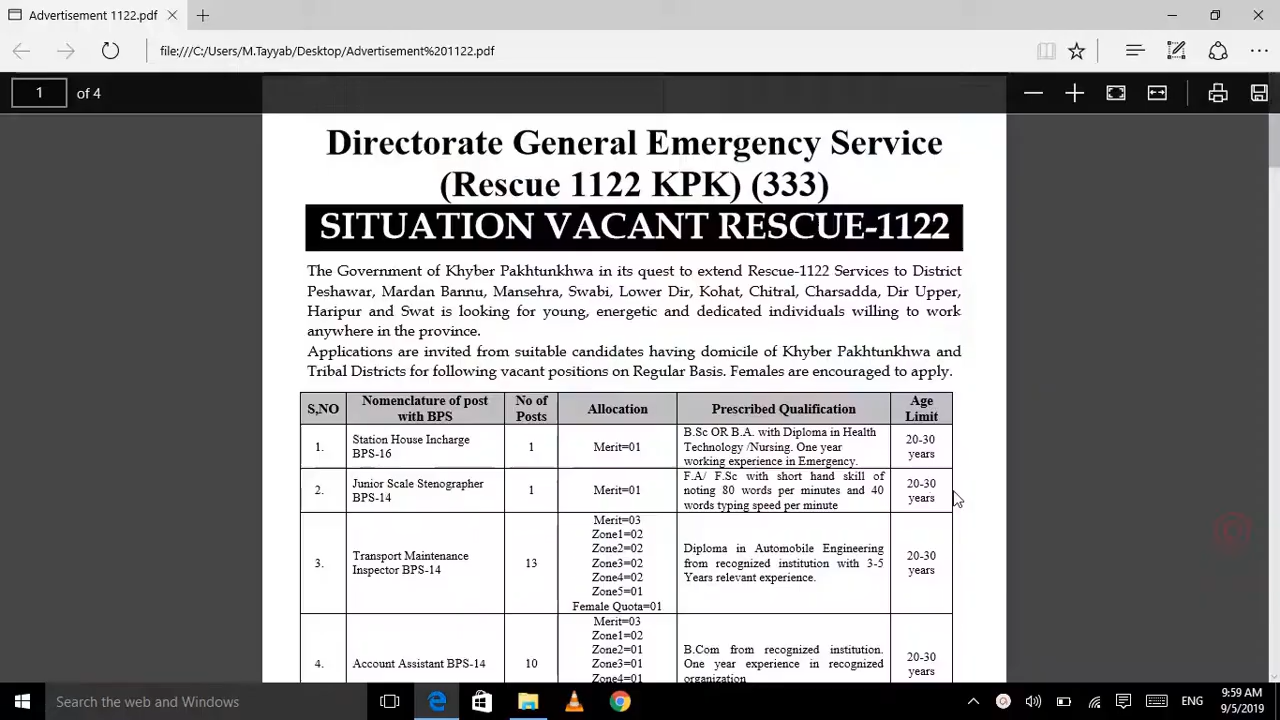 Advertisement 1122.pdf
file:///C:/Users/M.Tayyab/Desktop/Advertisement%201122.pdf
1 of 4
Directorate General Emergency Service
(Rescue 1122 KPK) (333)
SITUATION VACANT RESCUE-1122
The Government of Khyber Pakhtunkhwa in its quest to extend Rescue-1122 Services to District
Peshawar, Mardan Bannu, Mansehra, Swabi, Lower Dir, Kohat, Chitral, Charsadda, Dir Upper,
Haripur and Swat is looking for young, energetic and dedicated individuals willing to work
anywhere in the province.
Applications are invited from suitable candidates having domicile of Khyber Pakhtunkhwa and
Tribal Districts for following vacant positions on Regular Basis. Females are encouraged to apply.
S,NO
Nomenclature of post
with BPS
No of
Posts
Allocation
Prescribed Qualification
Age
Limit
1.
Station House Incharge
BPS-16
1
Merit=01
B.Sc OR B.A. with Diploma in Health
Technology /Nursing. One year
working experience in Emergency.
20-30
years
2.
Junior Scale Stenographer
BPS-14
1
Merit=01
F.A/ F.Sc with short hand skill of
noting 80 words per minutes and 40
words typing speed per minute
20-30
years
3.
Transport Maintenance
Inspector BPS-14
13
Merit=03
Zone1=02
Zone2=02
Zone3=02
Zone4=02
Zone5=01
Female Quota=01
Diploma in Automobile Engineering
from recognized institution with 3-5
Years relevant experience.
20-30
years
4.
Account Assistant BPS-14
10
Merit=03
Zone1=02
Zone2=01
Zone3=01
Zone4=01
B.Com from recognized institution.
One year experience in recognized
organization
20-30
years
Search the web and Windows
ENG
9:59 AM
9/5/2019